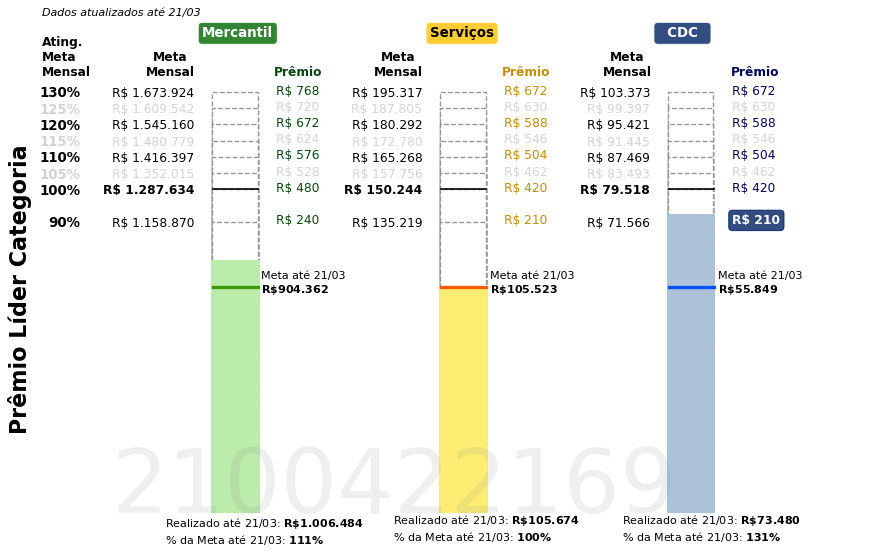 Dados atualizados até 21/03
Mercantil Serviços CDC
Ating.
Meta Meta Meta Meta
Mensal Mensal Prêmio Mensal Prêmio Mensal Prêmio
130% R$ 1.673.924 R$ 768 R$ 195.317 R$ 672 R$ 103.373 R$ 672
125% R$ 1.609.542 R$ 720 R$ 187.805 R$ 630 R$ 99.397 R$ 630
120% R$ 1.545.160 R$ 672 R$ 180.292 R$ 588 R$ 95.421 R$ 588
115% R$ 1.480.779 R$ 624 R$ 172.780 R$ 546 R$ 91.445 R$ 546
110% R$ 1.416.397 R$ 576 R$ 165.268 R$ 504 R$ 87.469 R$ 504
105% R$ 1.352.015 R$ 528 R$ 157.756 R$ 462 R$ 83.493 R$ 462
100% R$ 1.287.634 R$ 480 R$ 150.244 R$ 420 R$ 79.518 R$ 420
90% R$ 1.158.870 R$ 240 R$ 135.219 R$ 210 R$ 71.566 R$ 210
Meta até 21/03 Meta até 21/03 Meta até 21/03
R$904.362 R$105.523 R$55.849
Prêmio Líder Categoria
2100422169
Realizado até 21/03: R$1.006.484 Realizado até 21/03: R$105.674 Realizado até 21/03: R$73.480
% da Meta até 21/03: 111% % da Meta até 21/03: 100% % da Meta até 21/03: 131%